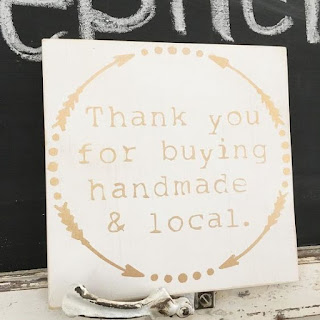 Thank you
for buying
handmade
& local.